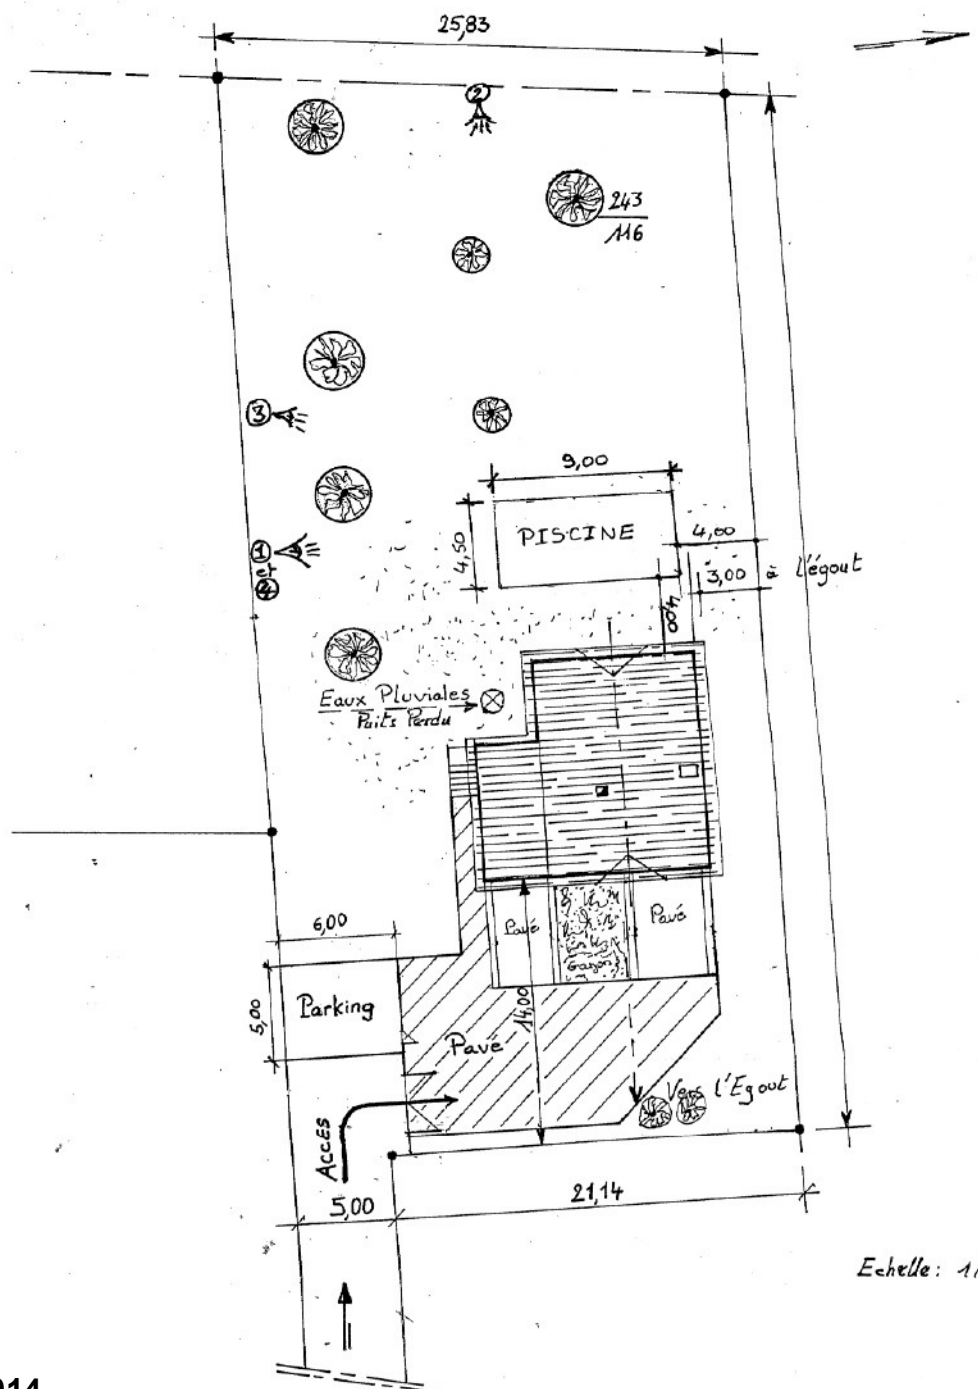 25,83
2
243
116
3
9,00
PISCINE
4,50
4,00
3,00 à l'égout
4,00
1
et
4
Eaux Pluviales
Puits Perdu
Pavé
Gazon
Pavé
6,00
Parking
5,00
14,00
Pavé
Vers l'Egout
ACCES
5,00
21,14
Echelle: 1/
014